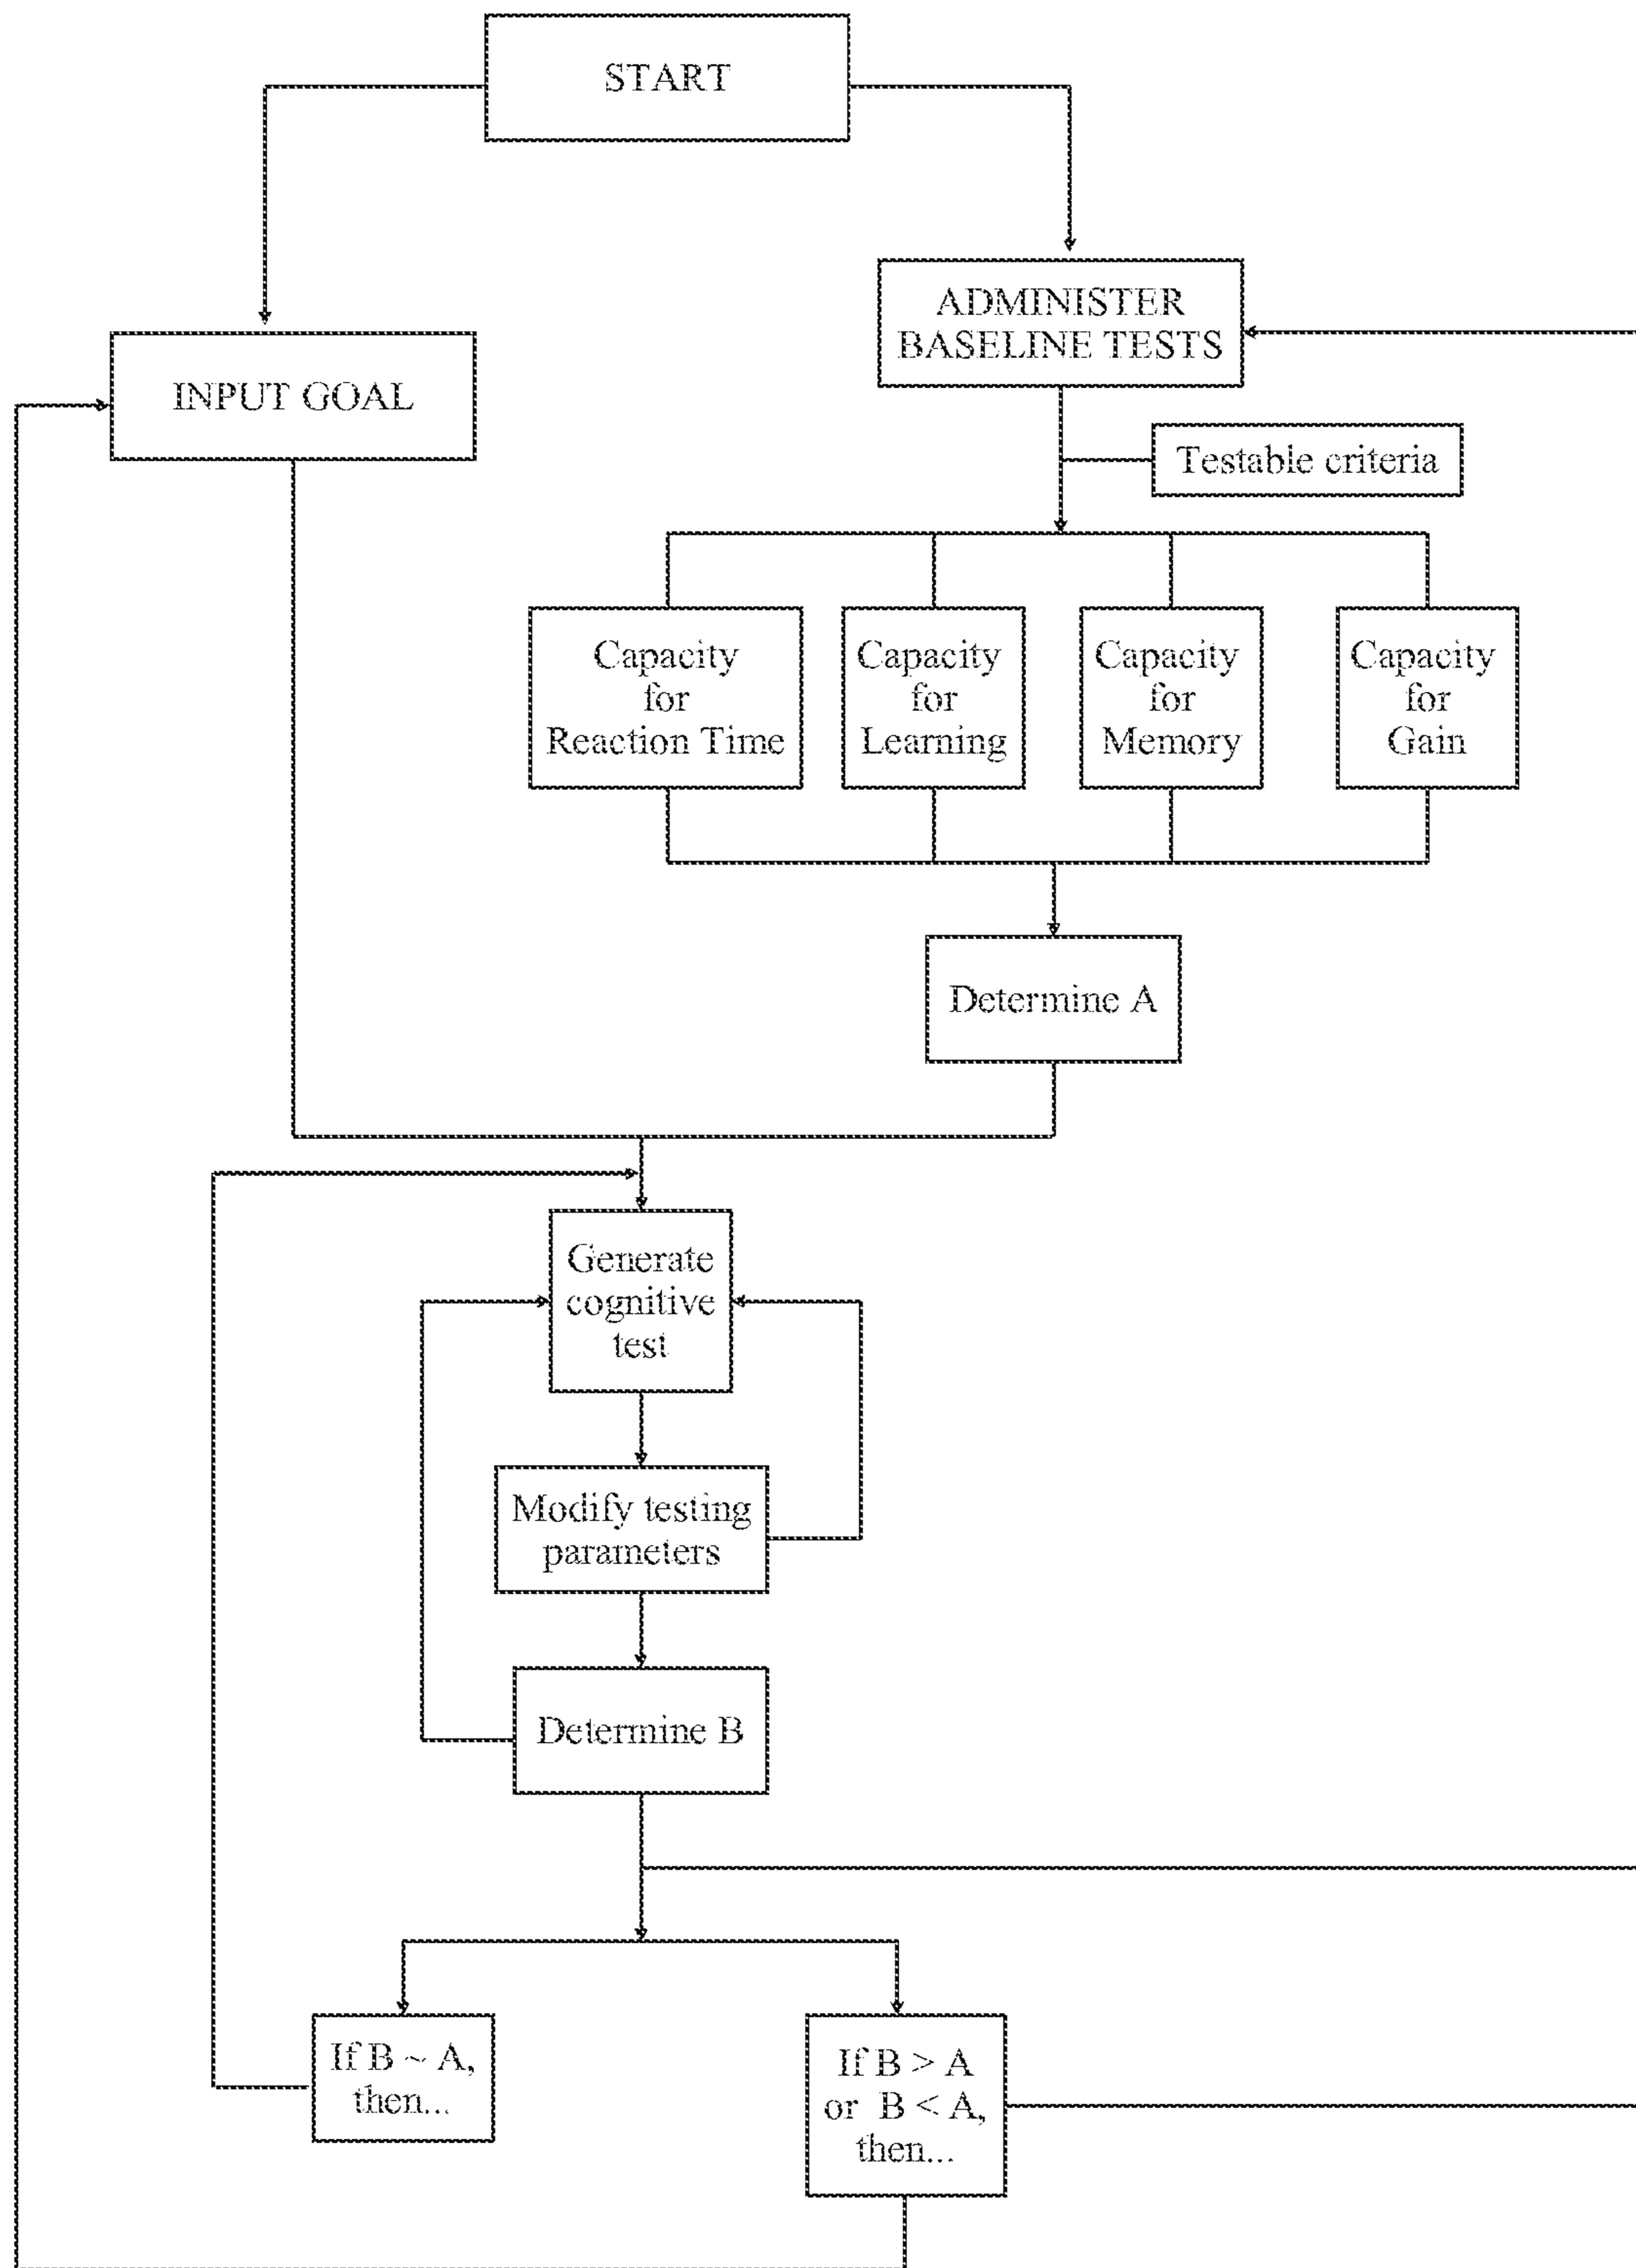 START
ADMINISTER
BASELINE TESTS
INPUT GOAL
Testable criteria
Capacity
for
Reaction Time
Capacity
for
Learning
Capacity
for
Memory
Capacity
for
Gain
Determine A
Generate
cognitive
test
Modify testing
parameters
Determine B
If B ~ A,
then...
If B > A
or B < A,
then...